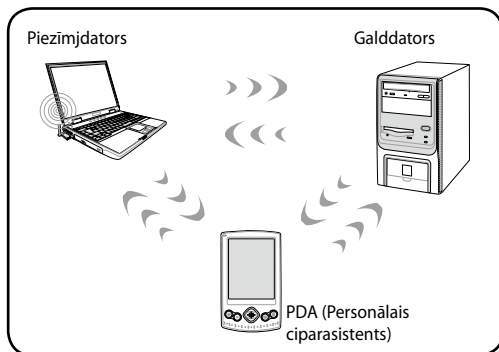 Piezīmjdators
Galddators
PDA (Personālais
ciparasistents)